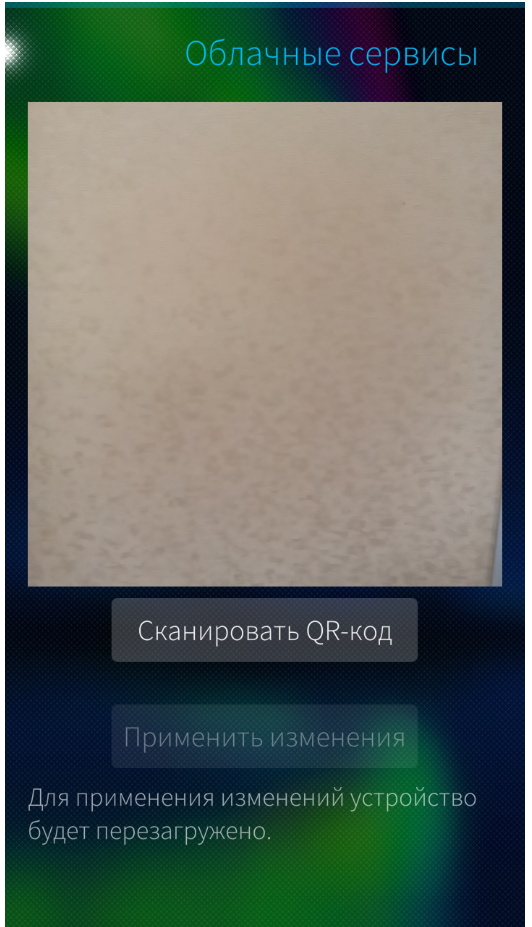 Облачные сервисы
Сканировать QR-код
Применить изменения
Для применения изменений устройство
будет перезагружено.